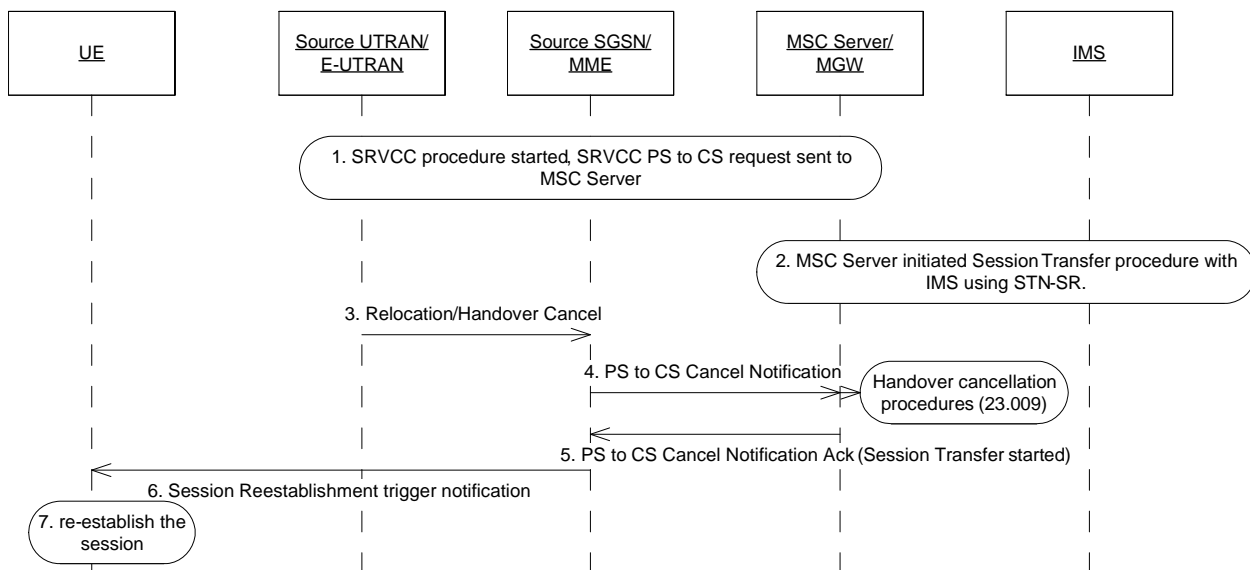 UE
Source UTRAN/
E-UTRAN
Source SGSN/
MME
MSC Server/
MGW
IMS
1. SRVCC procedure started, SRVCC PS to CS request sent to
MSC Server
2. MSC Server initiated Session Transfer procedure with
IMS using STN-SR.
3. Relocation/Handover Cancel
4. PS to CS Cancel Notification
Handover cancellation
procedures (23.009)
5. PS to CS Cancel Notification Ack (Session Transfer started)
6. Session Reestablishment trigger notification
7. re-establish the
session